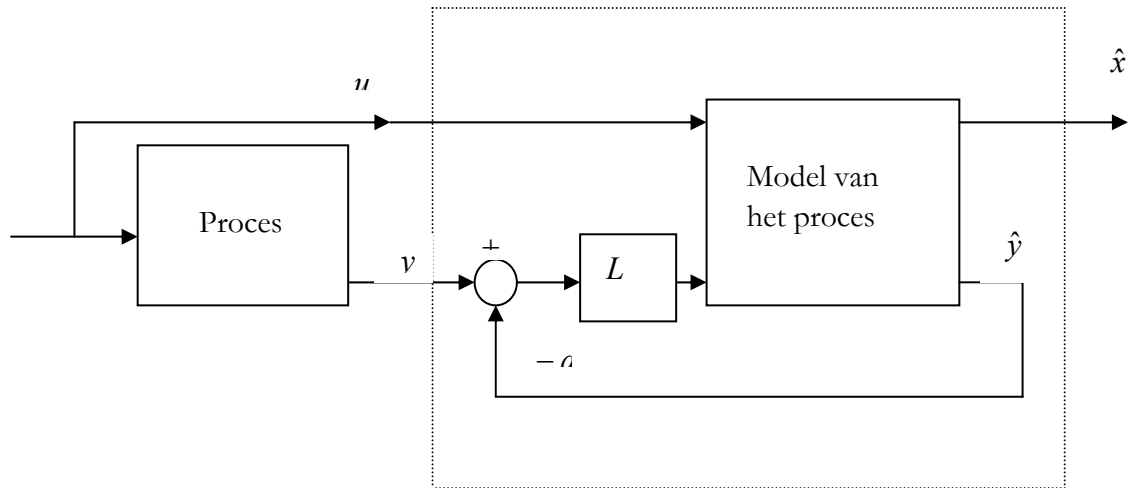 x̂
u
Model van
het proces
Proces
ŷ
y
+
L
−